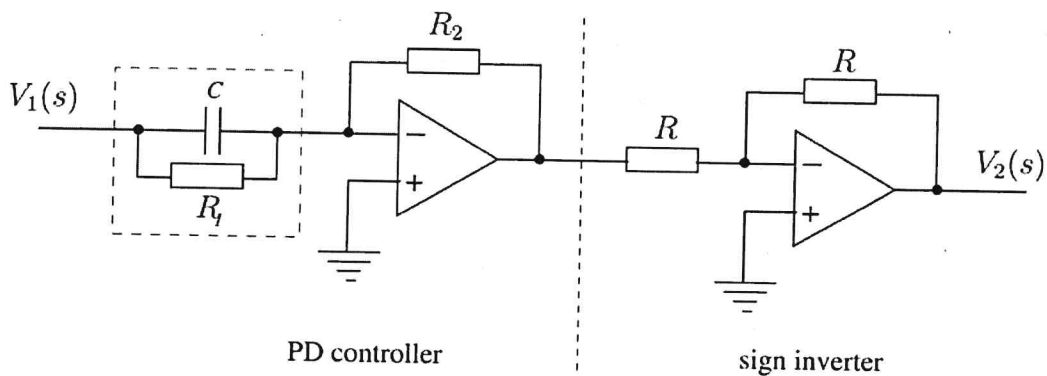 R₂
R
C
V₁(s)
R
R₁
V₂(s)
− +
− +
PD controller
sign inverter